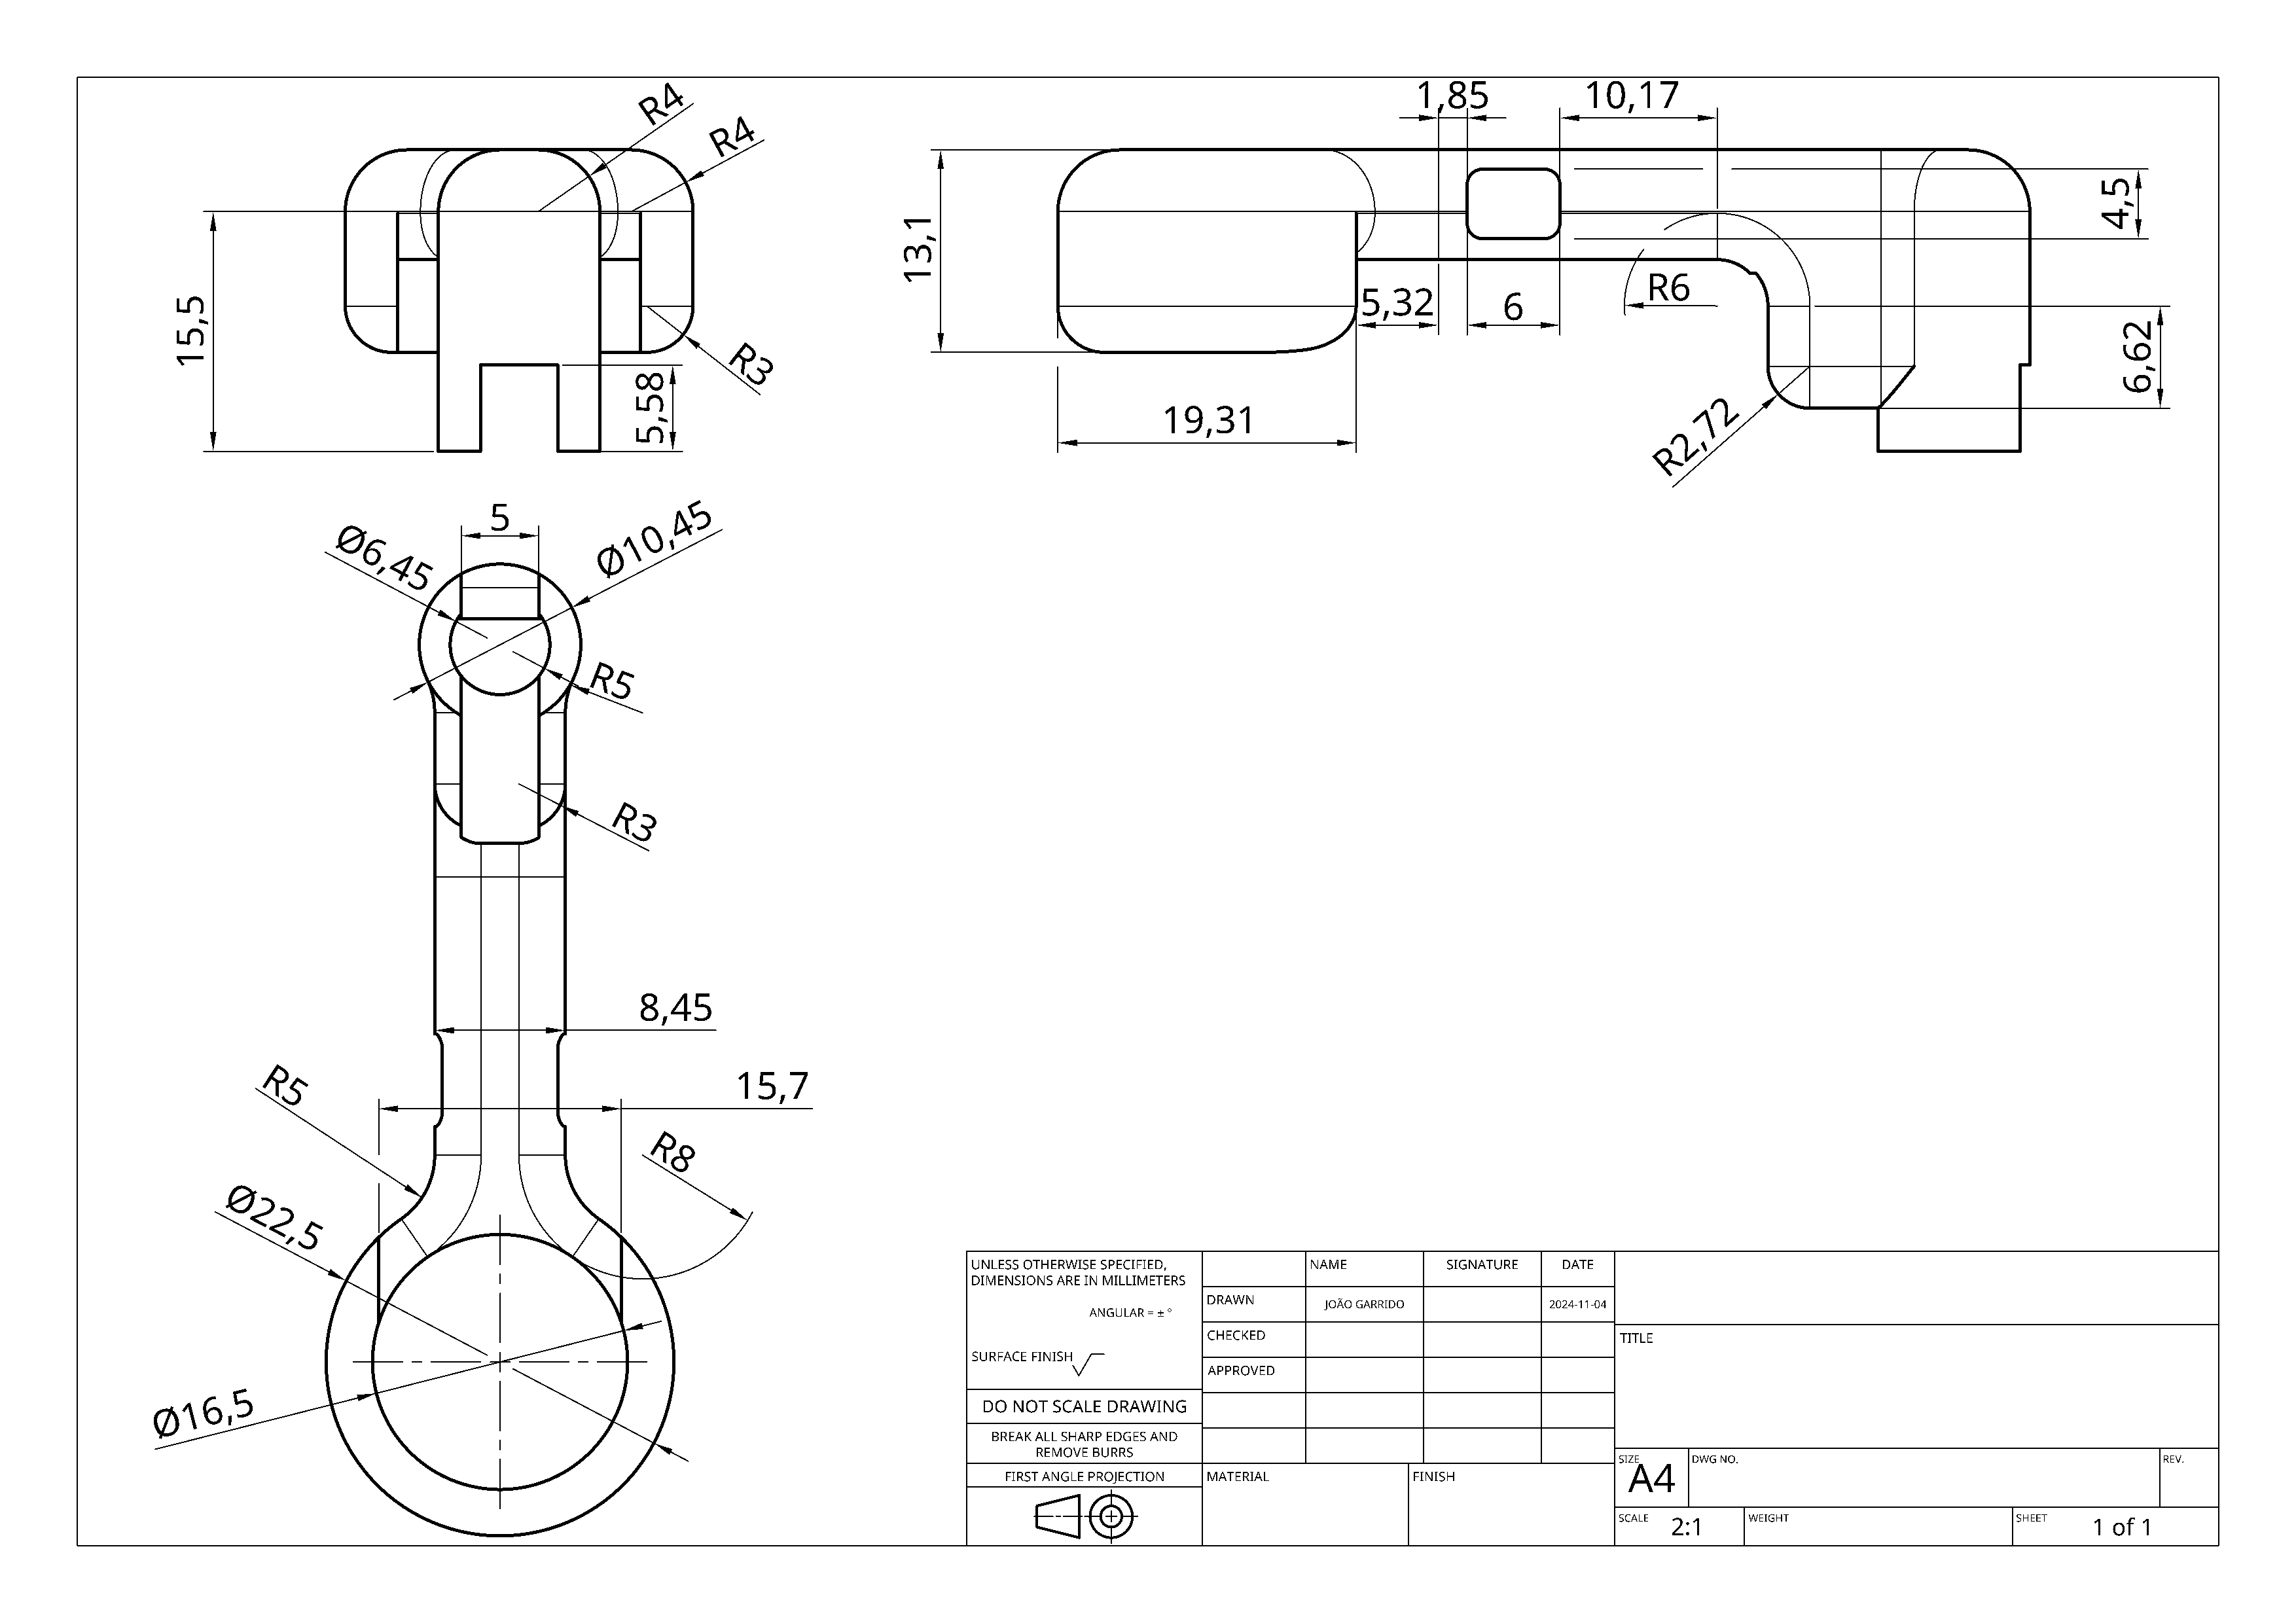 R4
R4
15,5
R3
5,58
1,85
10,17
13,1
4,5
5,32
6
R6
6,62
19,31
R2,72
5
Ø6,45
Ø10,45
R5
R3
8,45
15,7
R5
R8
Ø22,5
Ø16,5
UNLESS OTHERWISE SPECIFIED,
DIMENSIONS ARE IN MILLIMETERS
ANGULAR = ± °
SURFACE FINISH
DO NOT SCALE DRAWING
BREAK ALL SHARP EDGES AND
REMOVE BURRS
FIRST ANGLE PROJECTION
NAME
SIGNATURE
DATE
DRAWN
JOÃO GARRIDO
2024-11-04
CHECKED
APPROVED
MATERIAL
FINISH
TITLE
SIZE
A4
DWG NO.
REV.
SCALE
2:1
WEIGHT
SHEET
1 of 1